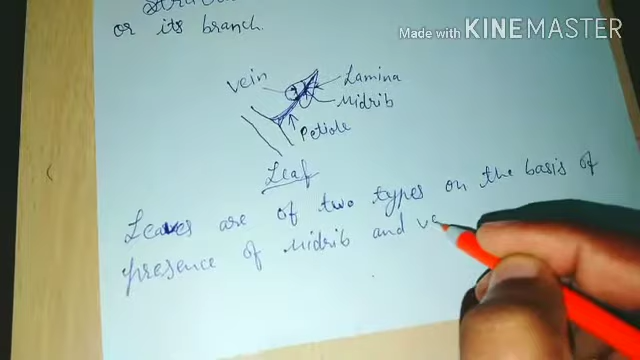 or its branch.
Made with KINEMASTER
vein
Lamina
Midrib
Petiole
Leaf
Leaves are of two types on the basis of
presence of Midrib and ve